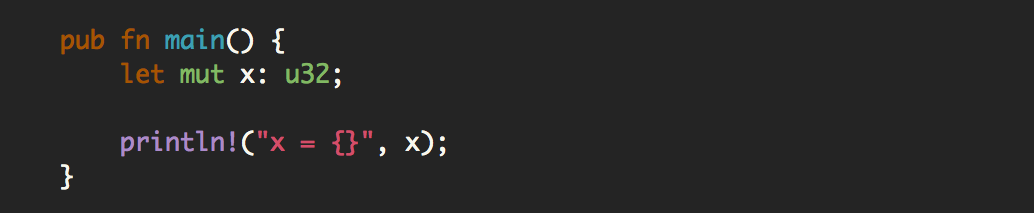 pub fn main() {
    let mut x: u32;

    println!("x = {}", x);
}